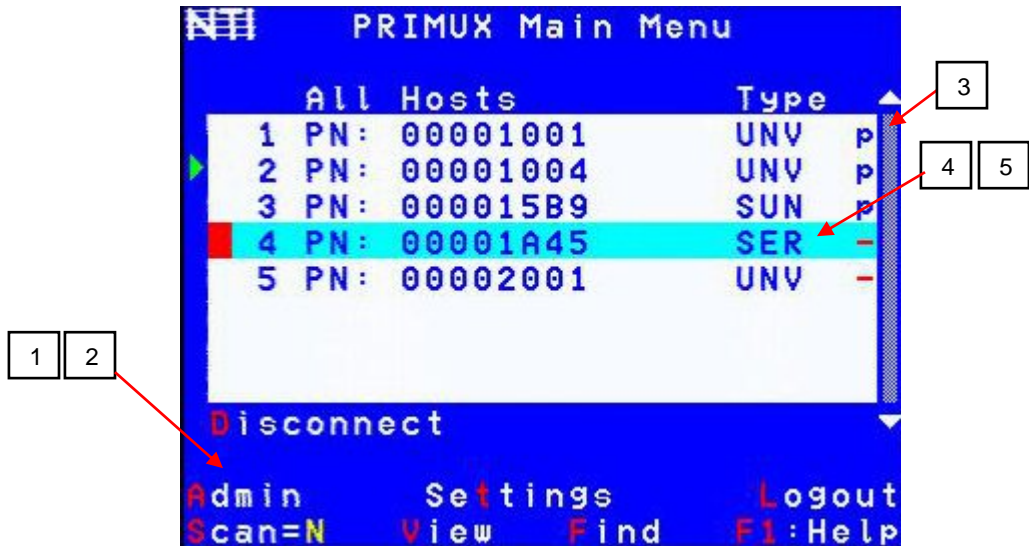 NTI PRIMUX Main Menu
All Hosts Type
3
1 PN: 00001001 UNV p
2 PN: 00001004 UNV p
4 5
3 PN: 000015B9 SUN p
4 PN: 00001A45 SER -
5 PN: 00002001 UNV -
1 2
Disconnect
Admin Settings Logout
Scan=N View Find F1:Help